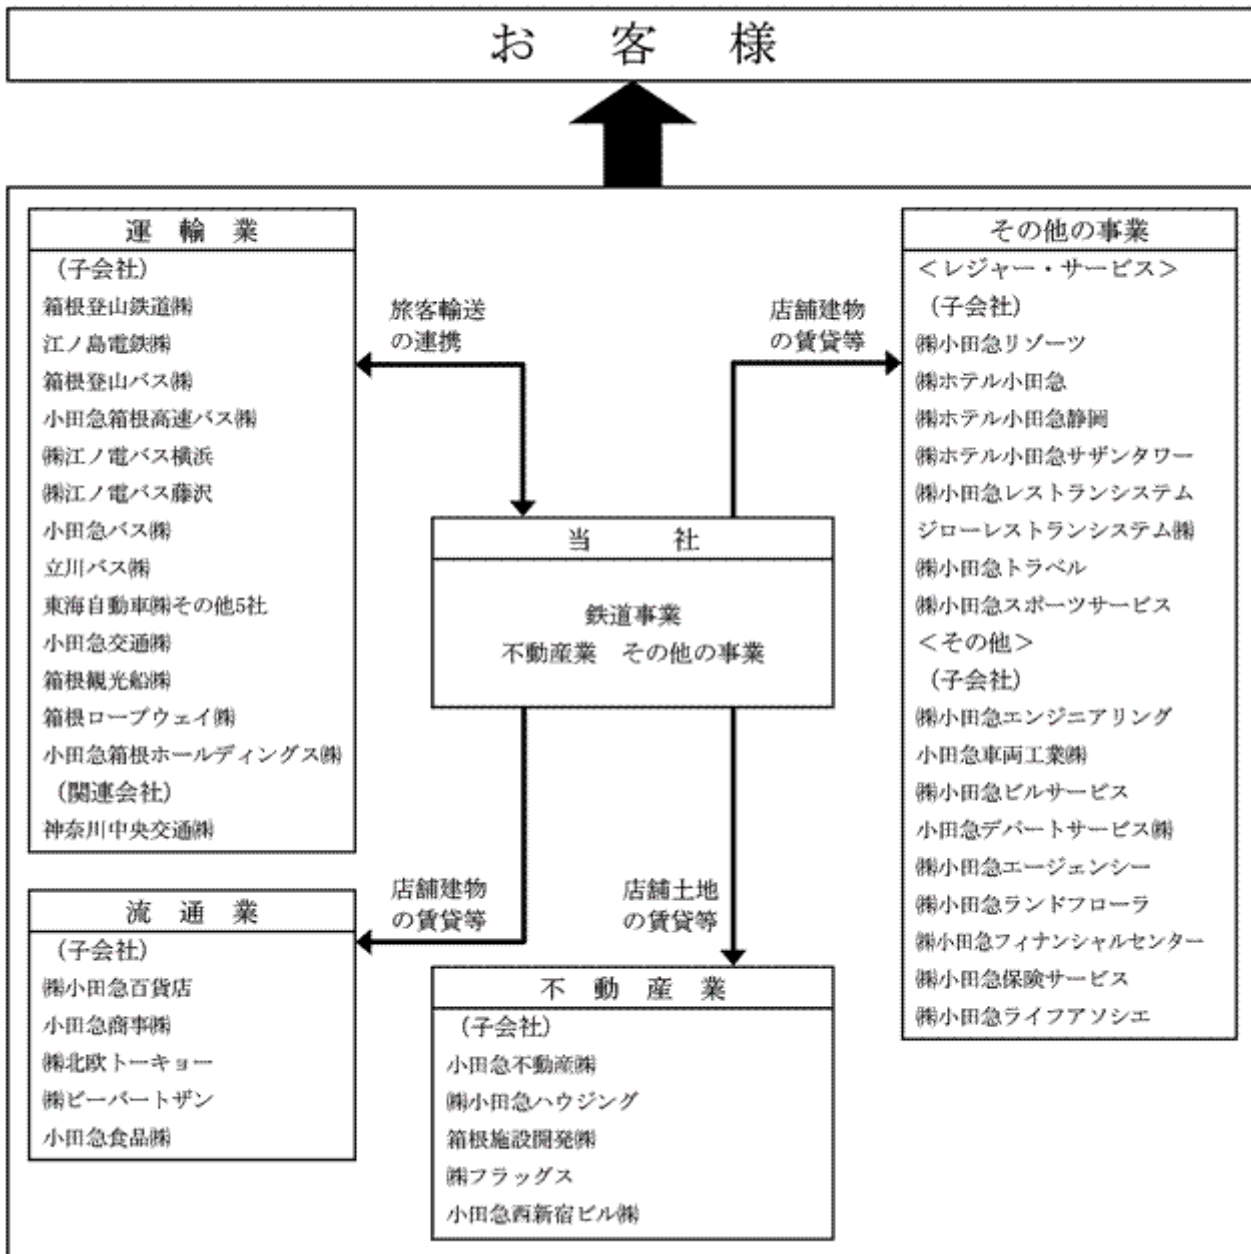 お客様
運輸業
(子会社)
箱根登山鉄道㈱
江ノ島電鉄㈱
箱根登山バス㈱
小田急箱根高速バス㈱
㈱江ノ電バス横浜
㈱江ノ電バス藤沢
小田急バス㈱
立川バス㈱
東海自動車㈱その他5社
小田急交通㈱
箱根観光船㈱
箱根ロープウェイ㈱
小田急箱根ホールディングス㈱
(関連会社)
神奈川中央交通㈱
流通業
(子会社)
㈱小田急百貨店
小田急商事㈱
㈱北欧トーキョー
㈱ビーバートザン
小田急食品㈱
旅客輸送
の連携
店舗建物
の賃貸等
当社
鉄道事業
不動産業 その他の事業
店舗建物
の賃貸等
店舗土地
の賃貸等
不動産業
(子会社)
小田急不動産㈱
㈱小田急ハウジング
箱根施設開発㈱
㈱フラッグス
小田急西新宿ビル㈱
その他の事業
<レジャー・サービス>
(子会社)
㈱小田急リゾーツ
㈱ホテル小田急
㈱ホテル小田急静岡
㈱ホテル小田急サザンタワー
㈱小田急レストランシステム
ジローレストランシステム㈱
㈱小田急トラベル
㈱小田急スポーツサービス
<その他>
(子会社)
㈱小田急エンジニアリング
小田急車両工業㈱
㈱小田急ビルサービス
小田急デパートサービス㈱
㈱小田急エージェンシー
㈱小田急ランドフローラ
㈱小田急フィナンシャルセンター
㈱小田急保険サービス
㈱小田急ライフアソシエ